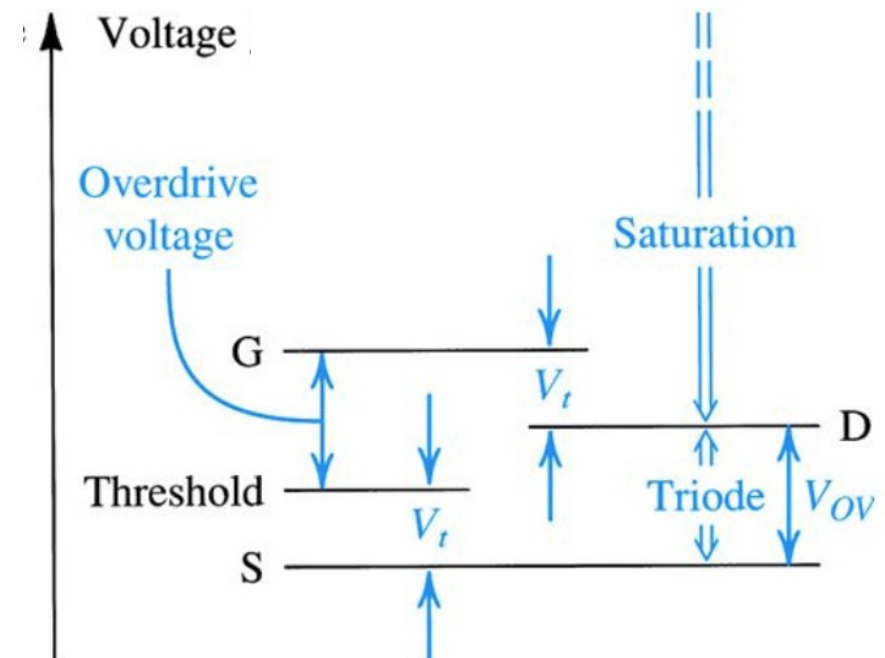 Voltage
Overdrive
voltage
Saturation
G
V_t
D
Threshold
V_t
Triode
V_OV
S